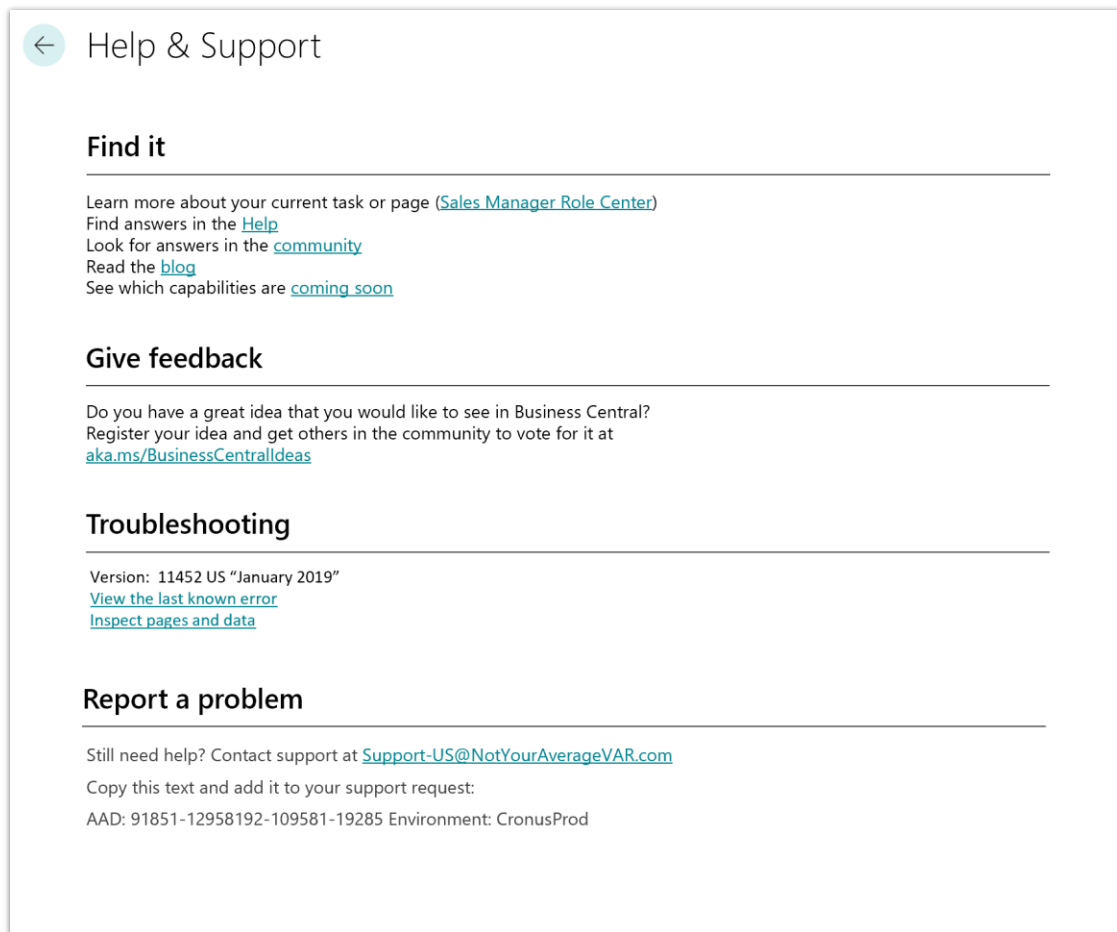 Help & Support
Find it
Learn more about your current task or page (Sales Manager Role Center)
Find answers in the Help
Look for answers in the community
Read the blog
See which capabilities are coming soon
Give feedback
Do you have a great idea that you would like to see in Business Central?
Register your idea and get others in the community to vote for it at
aka.ms/BusinessCentralIdeas
Troubleshooting
Version:  11452 US “January 2019”
View the last known error
Inspect pages and data
Report a problem
Still need help? Contact support at Support-US@NotYourAverageVAR.com
Copy this text and add it to your support request:
AAD: 91851-12958192-109581-19285 Environment: CronusProd